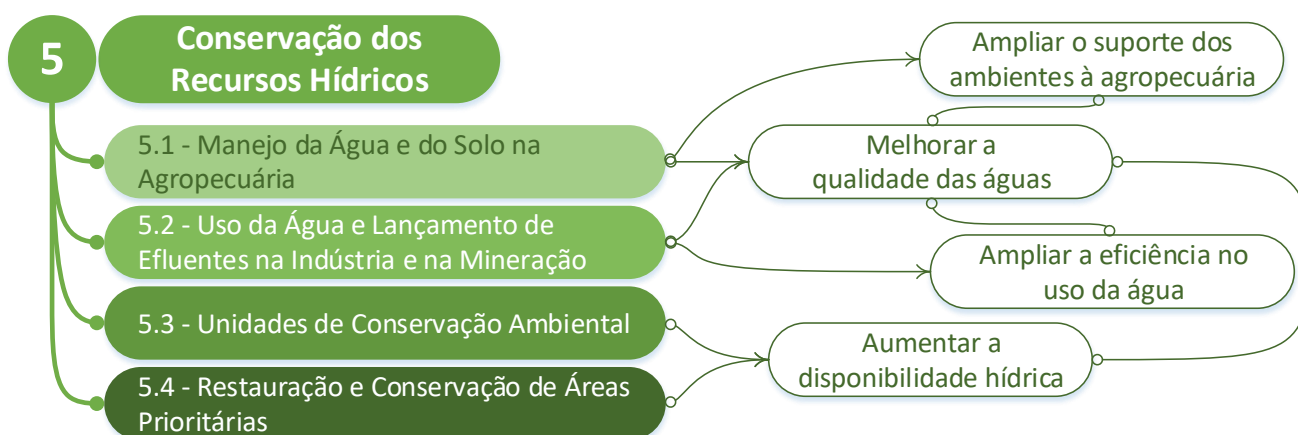 5
Conservação dos
Recursos Hídricos
5.1 - Manejo da Água e do Solo na
Agropecuária
5.2 - Uso da Água e Lançamento de
Efluentes na Indústria e na Mineração
5.3 - Unidades de Conservação Ambiental
5.4 - Restauração e Conservação de Áreas
Prioritárias
Ampliar o suporte dos
ambientes à agropecuária
Melhorar a
qualidade das águas
Ampliar a eficiência no
uso da água
Aumentar a
disponibilidade hídrica